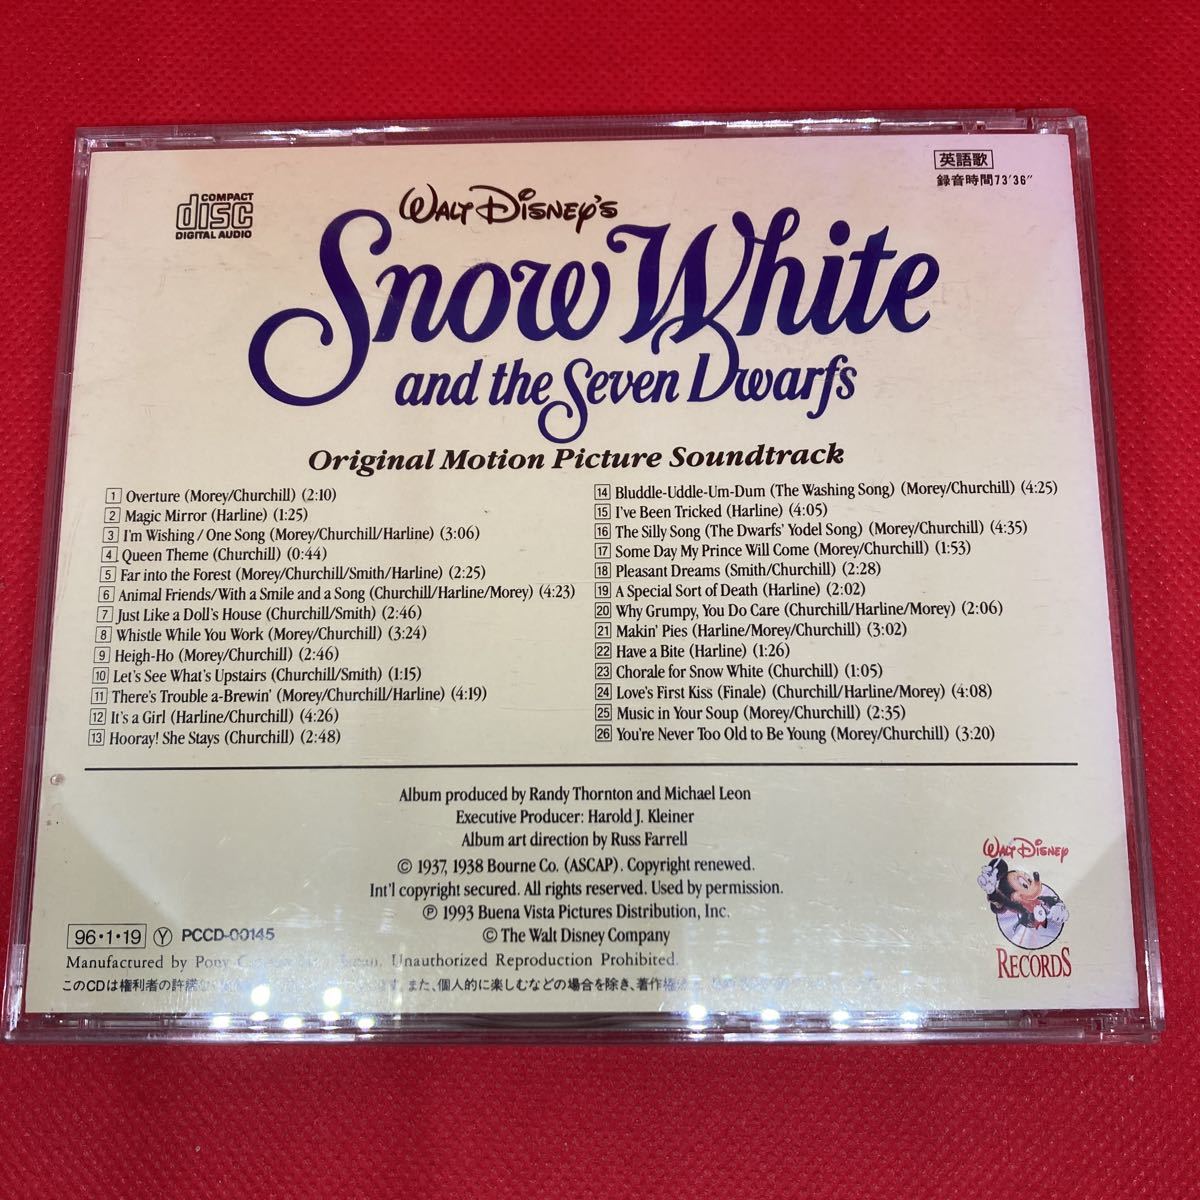 COMPACT
disc
DIGITAL AUDIO
英語歌
録音時間73'36"
WALT DISNEY'S
Snow White
and the Seven Dwarfs
Original Motion Picture Soundtrack
1 Overture (Morey/Churchill) (2:10)
2 Magic Mirror (Harline) (1:25)
3 I'm Wishing / One Song (Morey/Churchill/Harline) (3:06)
4 Queen Theme (Churchill) (0:44)
5 Far into the Forest (Morey/Churchill/Smith/Harline) (2:25)
6 Animal Friends/With a Smile and a Song (Churchill/Harline/Morey) (4:23)
7 Just Like a Doll's House (Churchill/Smith) (2:46)
8 Whistle While You Work (Morey/Churchill) (3:24)
9 Heigh-Ho (Morey/Churchill) (2:46)
10 Let's See What's Upstairs (Churchill/Smith) (1:15)
11 There's Trouble a-Brewin' (Morey/Churchill/Harline) (4:19)
12 It's a Girl (Harline/Churchill) (4:26)
13 Hooray! She Stays (Churchill) (2:48)
14 Bluddle-Uddle-Um-Dum (The Washing Song) (Morey/Churchill) (4:25)
15 I've Been Tricked (Harline) (4:05)
16 The Silly Song (The Dwarfs' Yodel Song) (Morey/Churchill) (4:35)
17 Some Day My Prince Will Come (Morey/Churchill) (1:53)
18 Pleasant Dreams (Smith/Churchill) (2:28)
19 A Special Sort of Death (Harline) (2:02)
20 Why Grumpy, You Do Care (Churchill/Harline/Morey) (2:06)
21 Makin' Pies (Harline/Morey/Churchill) (3:02)
22 Have a Bite (Harline) (1:26)
23 Chorale for Snow White (Churchill) (1:05)
24 Love's First Kiss (Finale) (Churchill/Harline/Morey) (4:08)
25 Music in Your Soup (Morey/Churchill) (2:35)
26 You're Never Too Old to Be Young (Morey/Churchill) (3:20)
Album produced by Randy Thornton and Michael Leon
Executive Producer: Harold J. Kleiner
Album art direction by Russ Farrell
© 1937, 1938 Bourne Co. (ASCAP). Copyright renewed.
Int'l copyright secured. All rights reserved. Used by permission.
℗ 1993 Buena Vista Pictures Distribution, Inc.
© The Walt Disney Company
WALT DISNEY
RECORDS
96・1・19 Ⓨ PCCD-00145
Manufactured by Pony Japan. Unauthorized Reproduction Prohibited.
このCDは権利者の許諾 す。また、個人的に楽しむなどの場合を除き、著作権